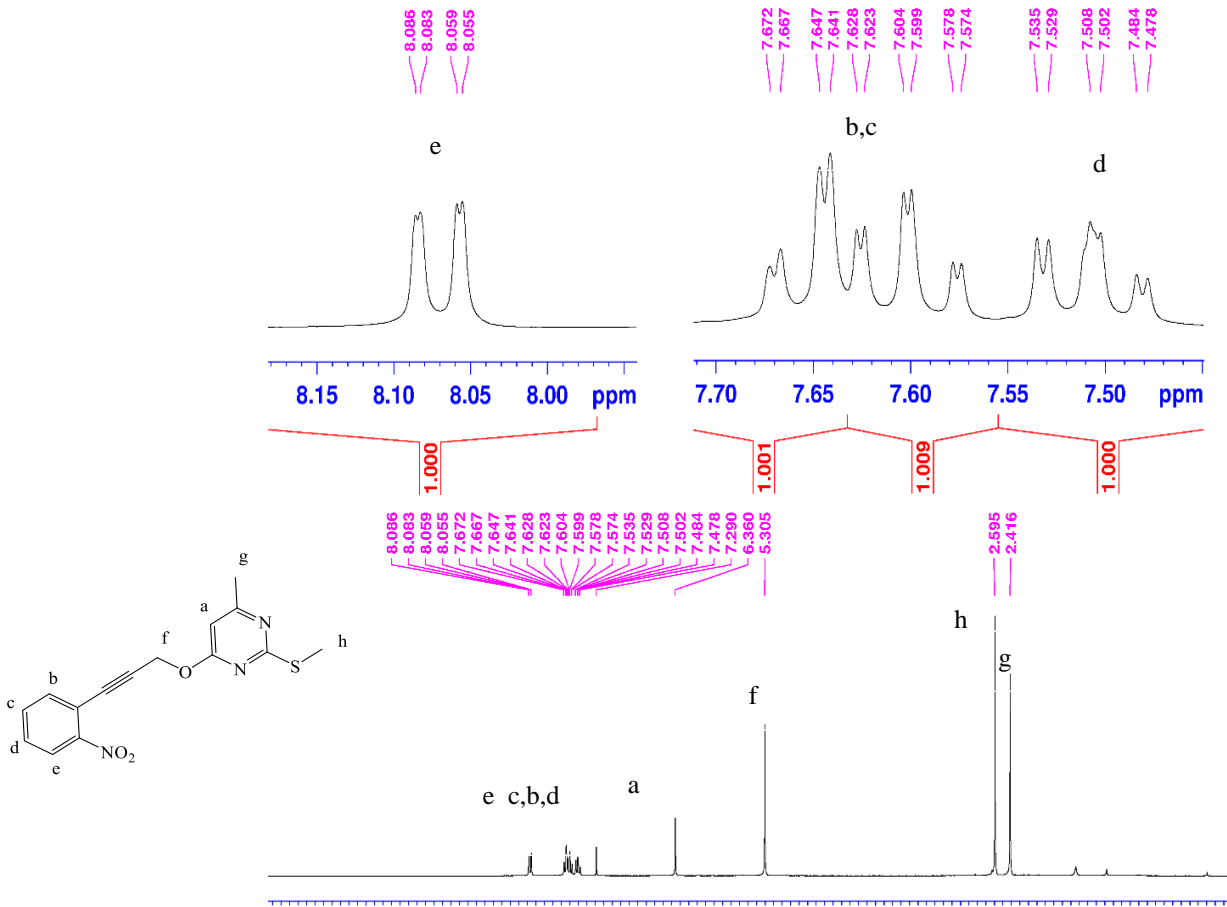 8.086
8.083
8.059
8.055
7.672
7.667
7.647
7.641
7.628
7.623
7.604
7.599
7.578
7.574
7.535
7.529
7.508
7.502
7.484
7.478
e
b,c
d
8.15 8.10 8.05 8.00 ppm
7.70 7.65 7.60 7.55 7.50 ppm
1.000
1.001
1.009
1.000
8.086
8.083
8.059
8.055
7.672
7.667
7.647
7.641
7.628
7.623
7.604
7.599
7.578
7.574
7.535
7.529
7.508
7.502
7.484
7.478
7.290
6.360
5.305
2.595
2.416
g
a
N
f
h
O
N
S
b
c
d
NO2
e
h
g
f
e c,b,d
a